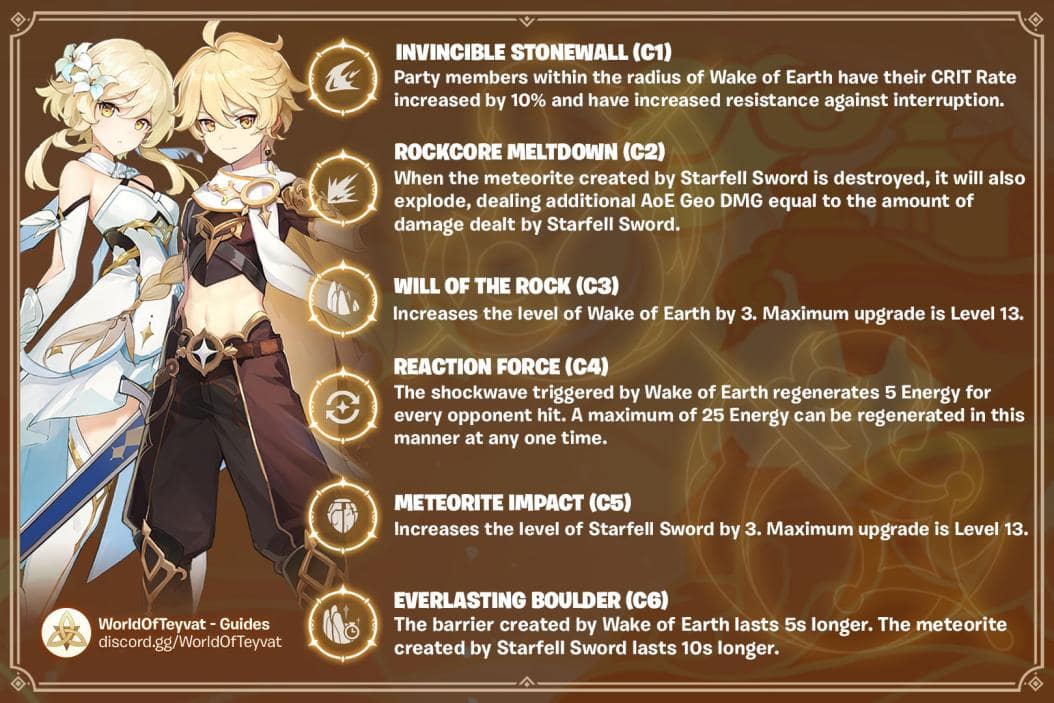 INVINCIBLE STONEWALL (C1)
Party members within the radius of Wake of Earth have their CRIT Rate
increased by 10% and have increased resistance against interruption.
ROCKCORE MELTDOWN (C2)
When the meteorite created by Starfell Sword is destroyed, it will also
explode, dealing additional AoE Geo DMG equal to the amount of
damage dealt by Starfell Sword.
WILL OF THE ROCK (C3)
Increases the level of Wake of Earth by 3. Maximum upgrade is Level 13.
REACTION FORCE (C4)
The shockwave triggered by Wake of Earth regenerates 5 Energy for
every opponent hit. A maximum of 25 Energy can be regenerated in this
manner at any one time.
METEORITE IMPACT (C5)
Increases the level of Starfell Sword by 3. Maximum upgrade is Level 13.
EVERLASTING BOULDER (C6)
The barrier created by Wake of Earth lasts 5s longer. The meteorite
created by Starfell Sword lasts 10s longer.
WorldOfTeyvat - Guides
discord.gg/WorldOfTeyvat